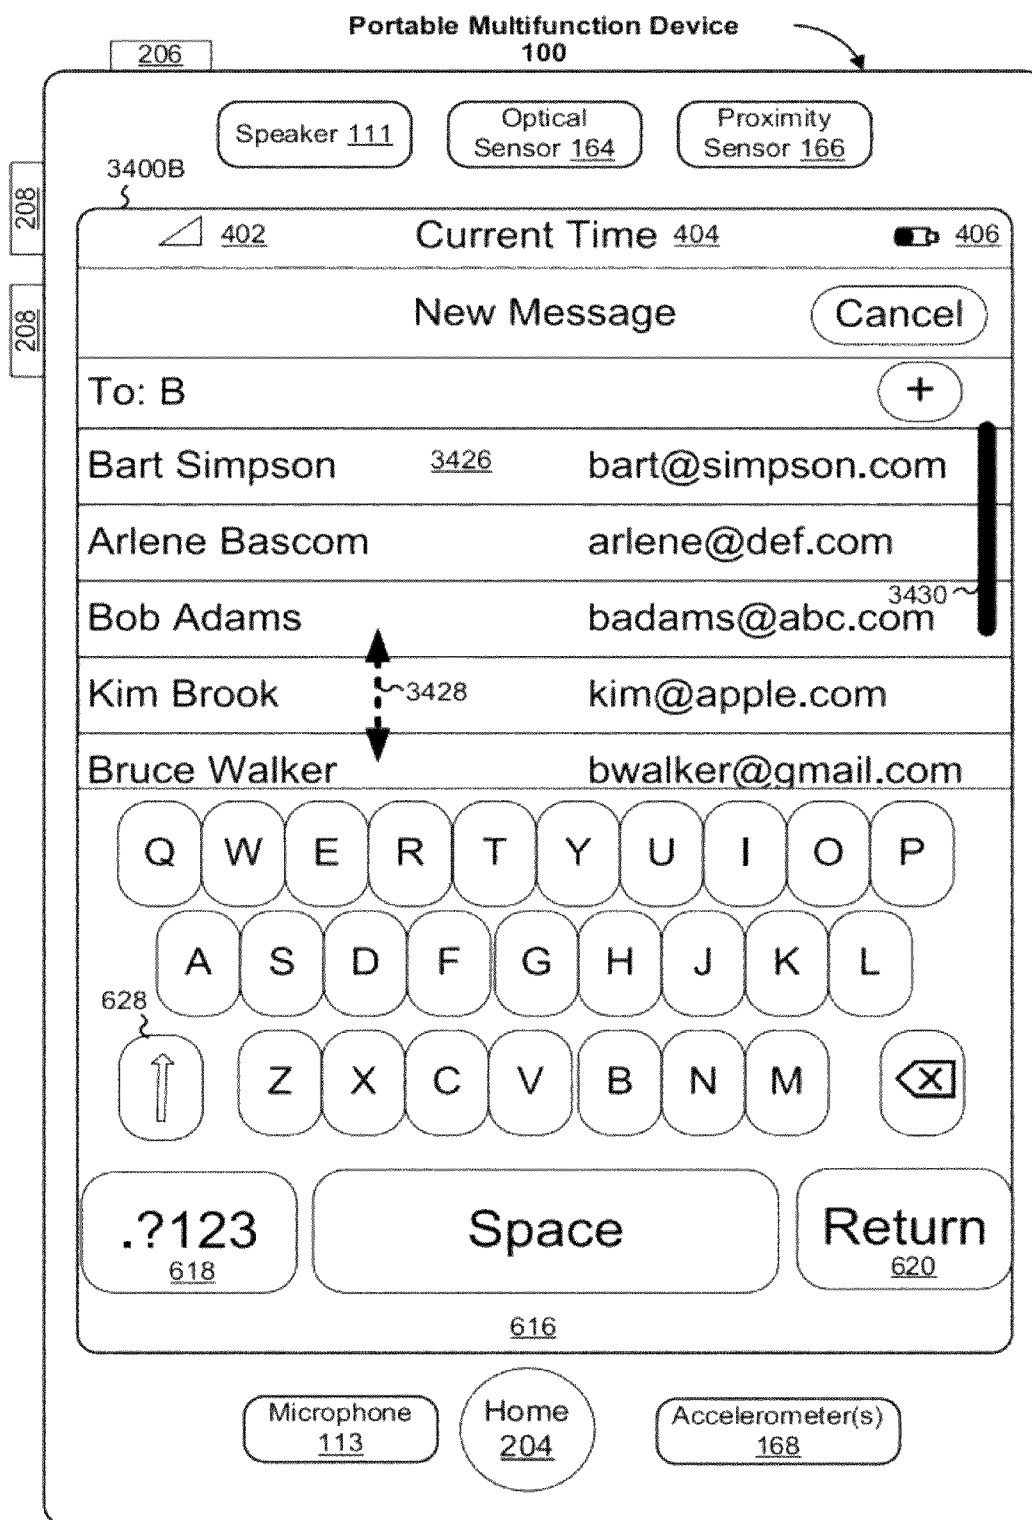 Portable Multifunction Device
100
206
Speaker 111
Optical
Sensor 164
Proximity
Sensor 166
3400B
208
208
402
Current Time 404
406
New Message
Cancel
To: B
+
Bart Simpson
3426
bart@simpson.com
Arlene Bascom
arlene@def.com
3430
Bob Adams
badams@abc.com
Kim Brook
3428
kim@apple.com
Bruce Walker
bwalker@gmail.com
Q W E R T Y U I O P
A S D F G H J K L
628
Z X C V B N M
.?123
618
Space
Return
620
616
Microphone
113
Home
204
Accelerometer(s)
168